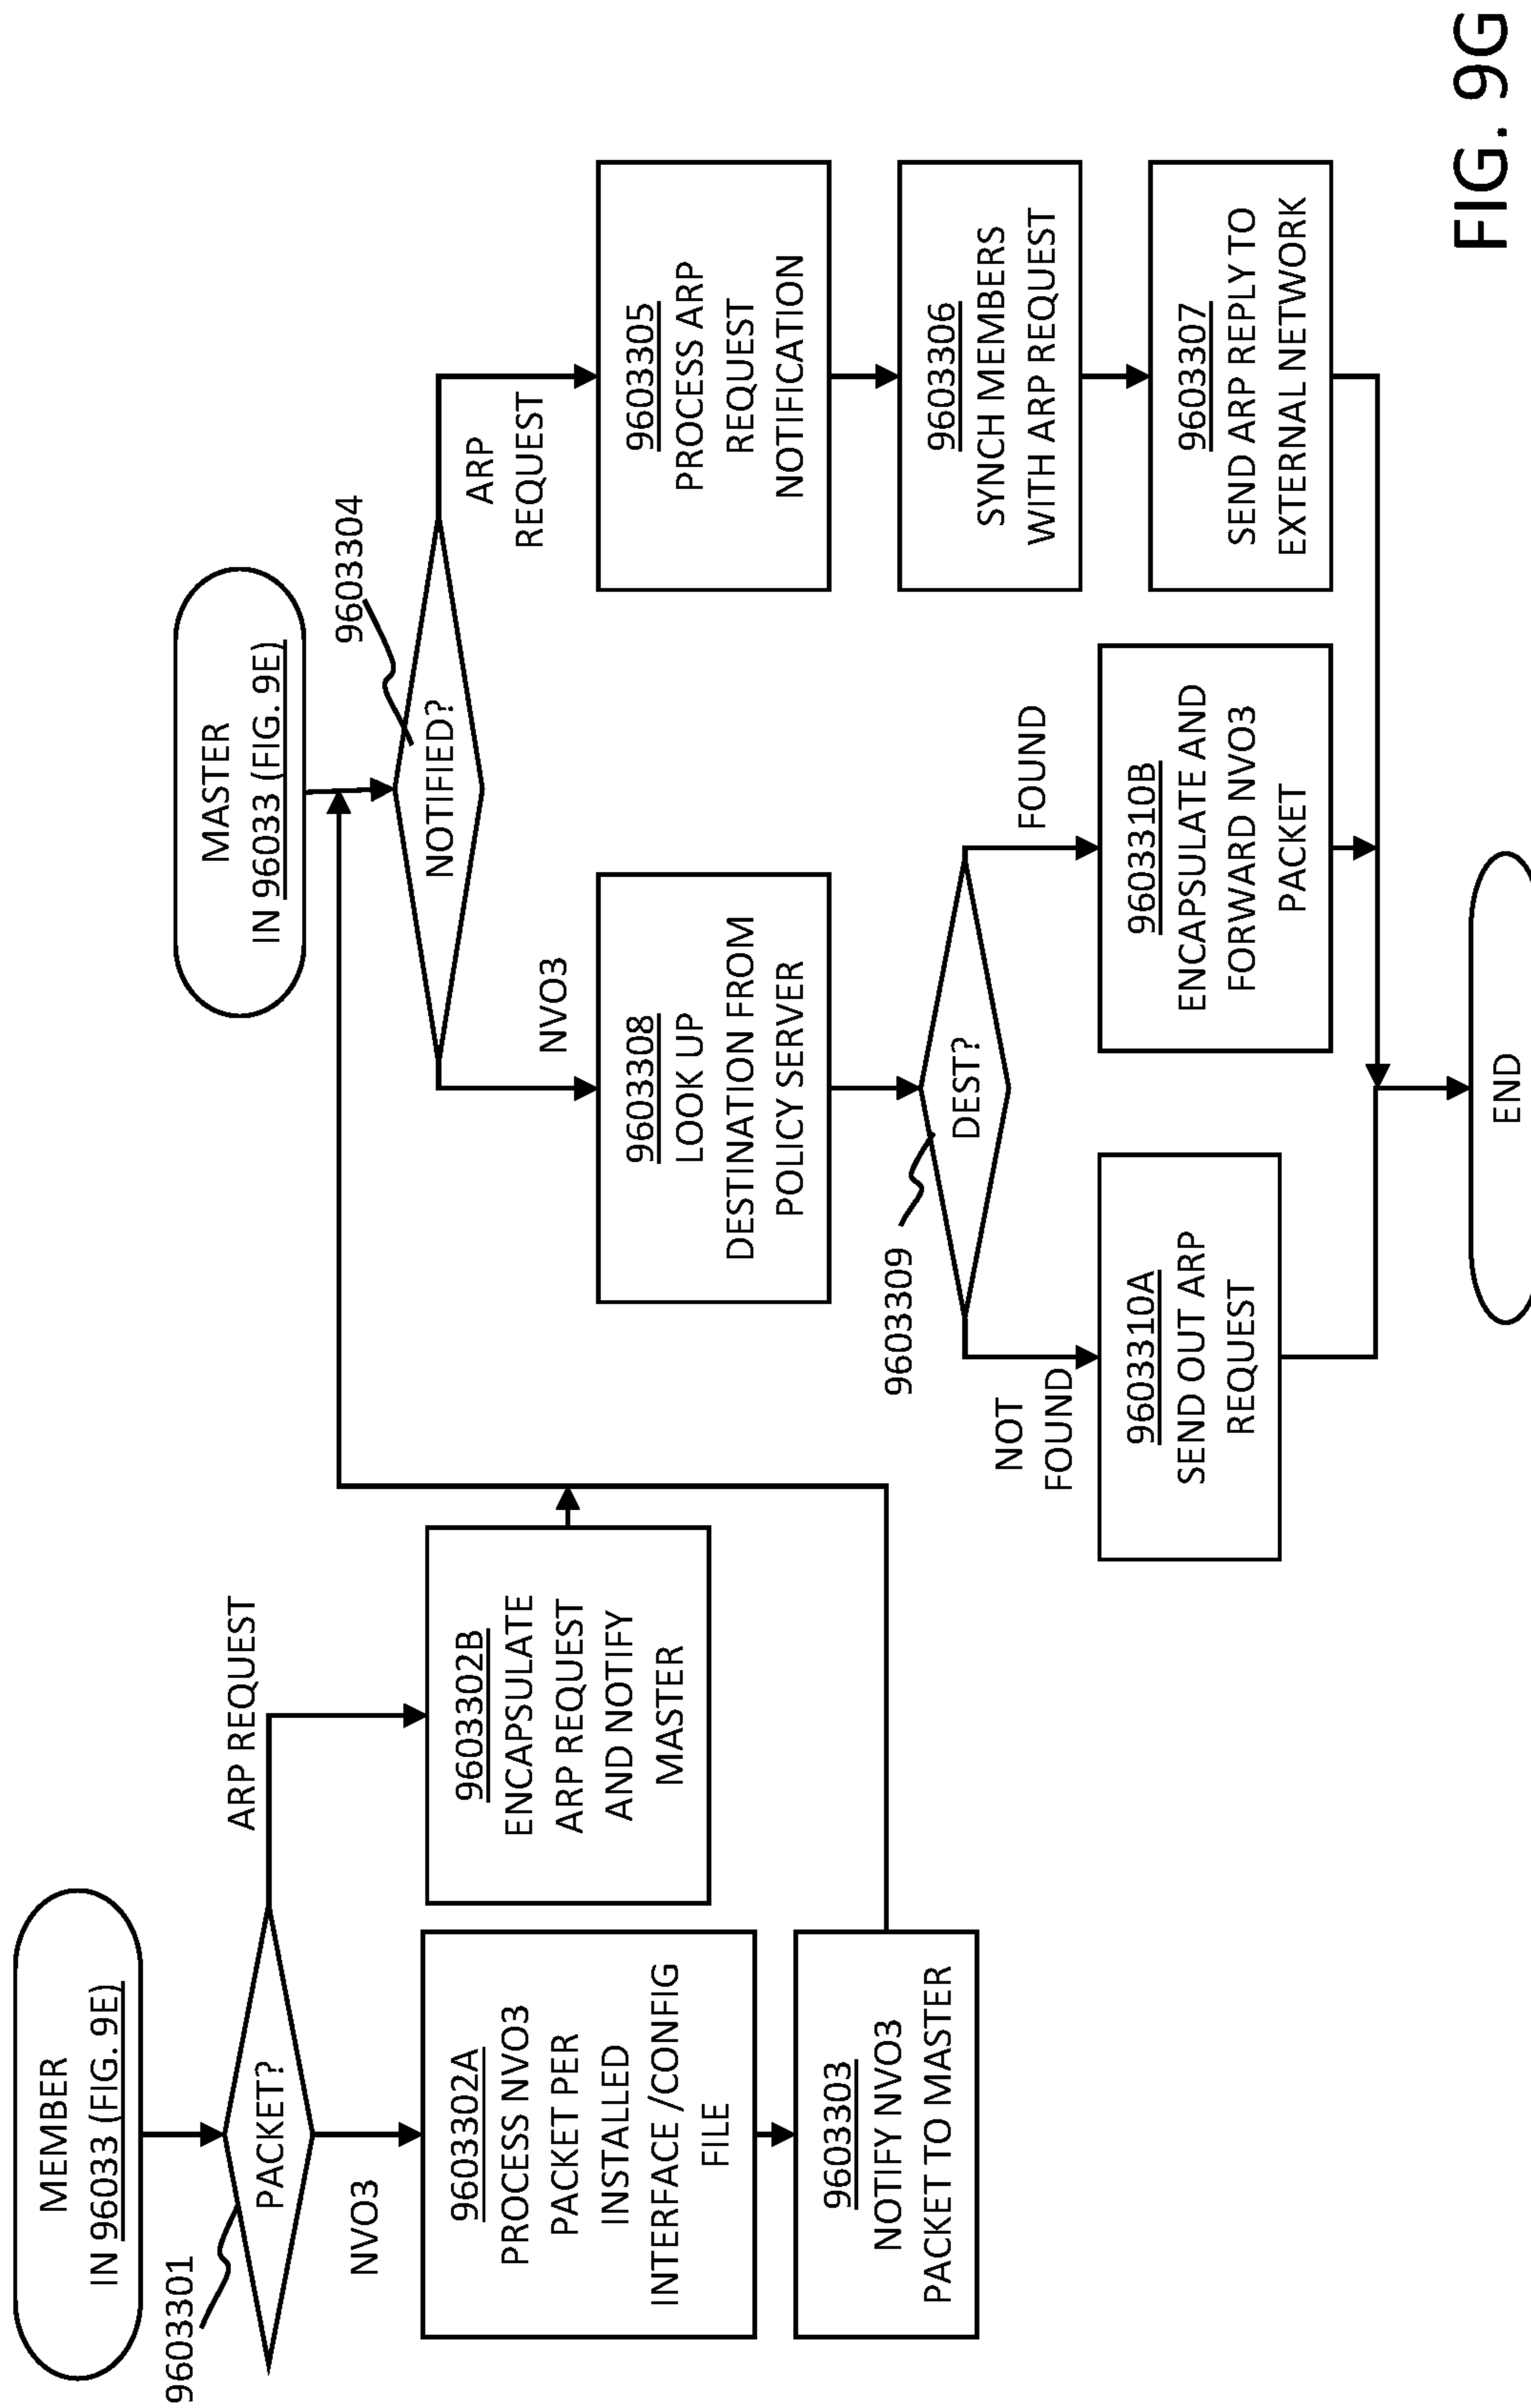 MEMBER
IN 96033 (FIG. 9E)
9603301
PACKET?
ARP REQUEST
NVO3
9603302A
PROCESS NVO3
PACKET PER
INSTALLED
INTERFACE /CONFIG
FILE
9603302B
ENCAPSULATE
ARP REQUEST
AND NOTIFY
MASTER
9603303
NOTIFY NVO3
PACKET TO MASTER
MASTER
IN 96033 (FIG. 9E)
9603304
NOTIFIED?
NVO3
ARP
REQUEST
9603308
LOOK UP
DESTINATION FROM
POLICY SERVER
9603305
PROCESS ARP
REQUEST
NOTIFICATION
9603309
DEST?
9603306
SYNCH MEMBERS
WITH ARP REQUEST
NOT
FOUND
FOUND
9603310A
SEND OUT ARP
REQUEST
9603310B
ENCAPSULATE AND
FORWARD NVO3
PACKET
9603307
SEND ARP REPLY TO
EXTERNAL NETWORK
END
FIG. 9G